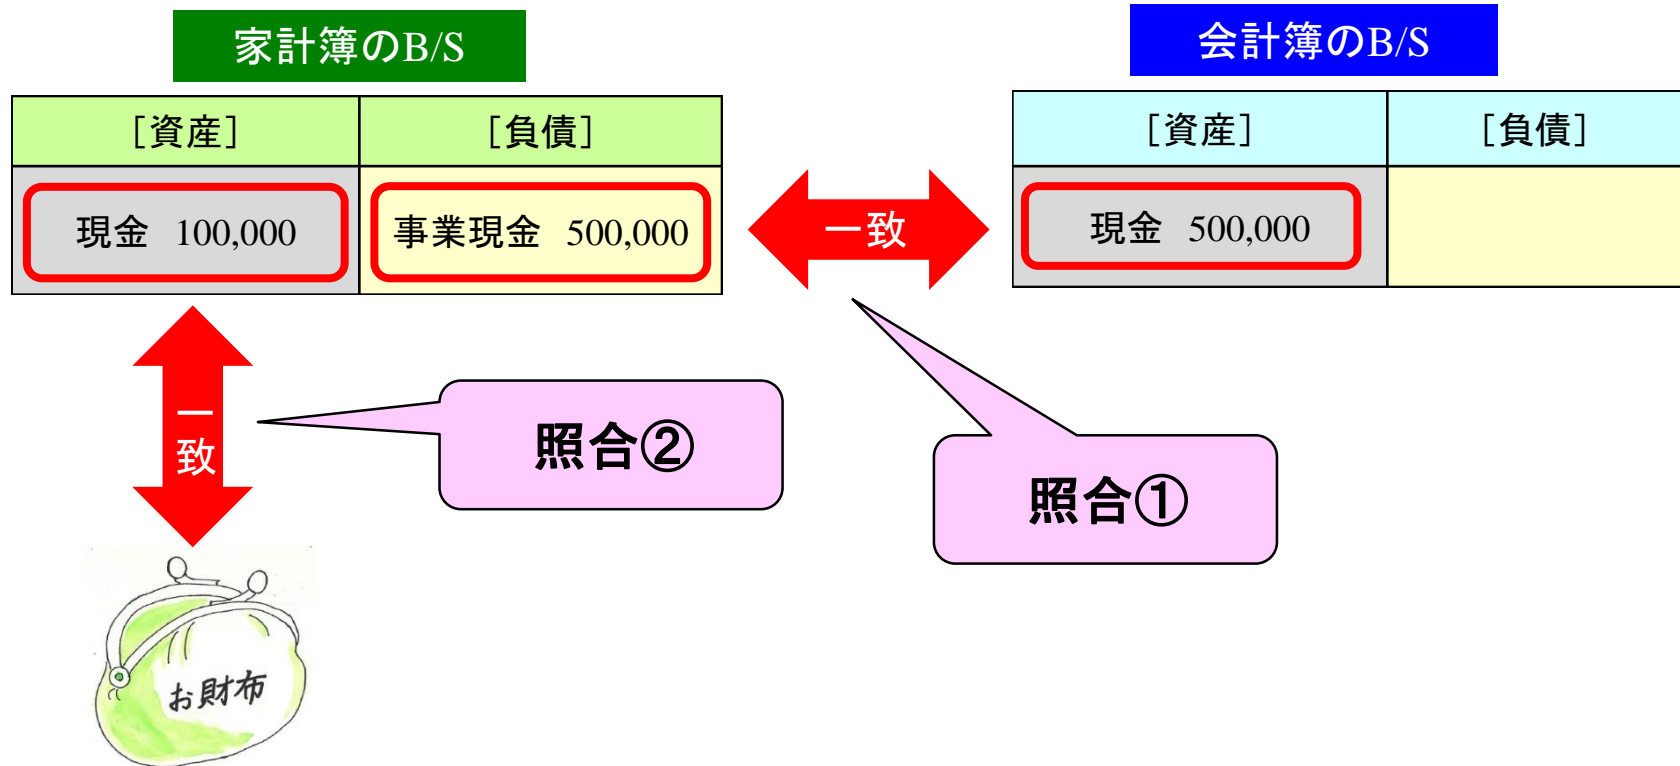 家計簿のB/S
会計簿のB/S
［資産］
［負債］
［資産］
［負債］
現金 100,000
事業現金 500,000
一致
現金 500,000
一致
照合②
照合①
お財布